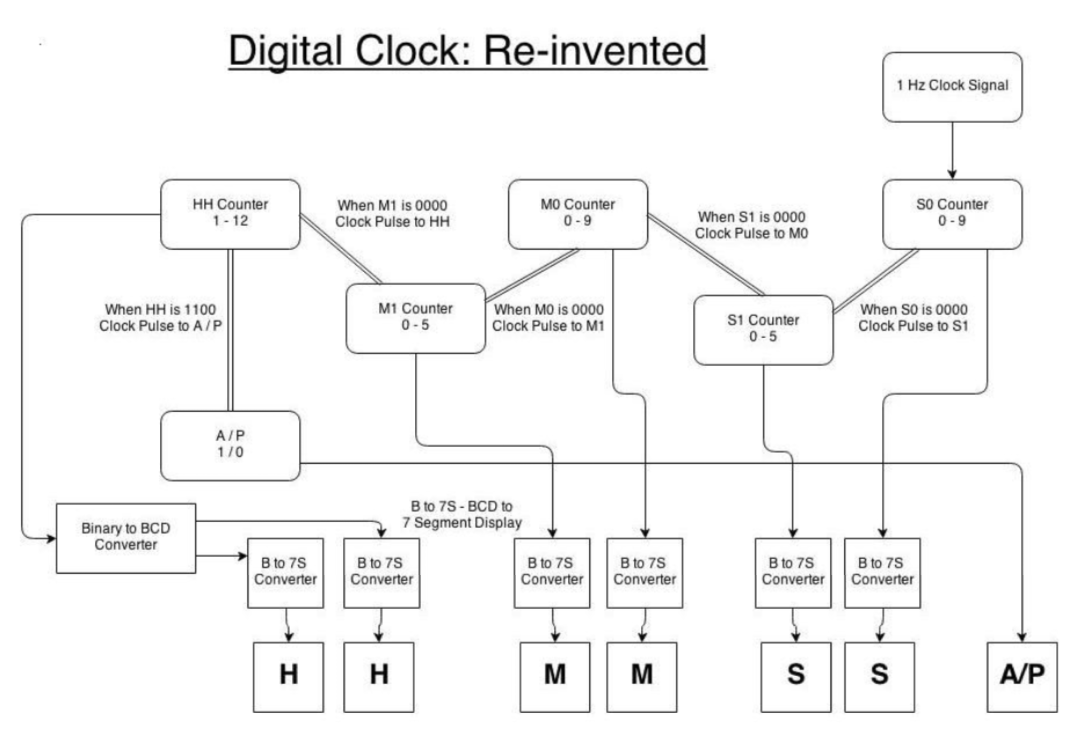 Digital Clock: Re-invented
1 Hz Clock Signal
HH Counter
1 - 12
When M1 is 0000
Clock Pulse to HH
M0 Counter
0 - 9
When S1 is 0000
Clock Pulse to M0
S0 Counter
0 - 9
When HH is 1100
Clock Pulse to A / P
M1 Counter
0 - 5
When M0 is 0000
Clock Pulse to M1
S1 Counter
0 - 5
When S0 is 0000
Clock Pulse to S1
A / P
1 / 0
Binary to BCD
Converter
B to 7S - BCD to
7 Segment Display
B to 7S
Converter
B to 7S
Converter
B to 7S
Converter
B to 7S
Converter
B to 7S
Converter
B to 7S
Converter
H
H
M
M
S
S
A/P